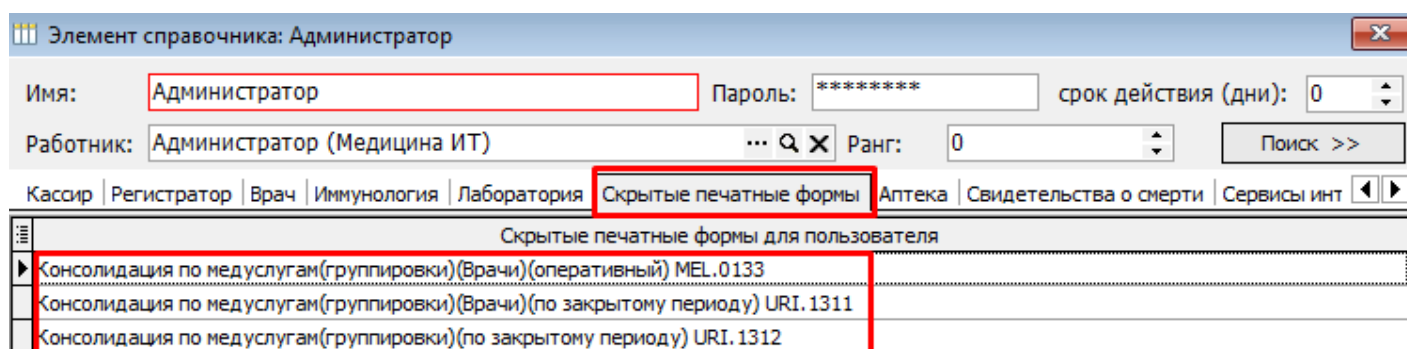 Элемент справочника: Администратор
Имя: Администратор Пароль: ******** срок действия (дни): 0
Работник: Администратор (Медицина ИТ) ... Ранг: 0 Поиск >>
Кассир Регистратор Врач Иммунология Лаборатория Скрытые печатные формы Аптека Свидетельства о смерти Сервисы инт
Скрытые печатные формы для пользователя
Консолидация по медуслугам(группировки)(Врачи)(оперативный) MEL.0133
Консолидация по медуслугам(группировки)(Врачи)(по закрытому периоду) URI.1311
Консолидация по медуслугам(группировки)(по закрытому периоду) URI.1312